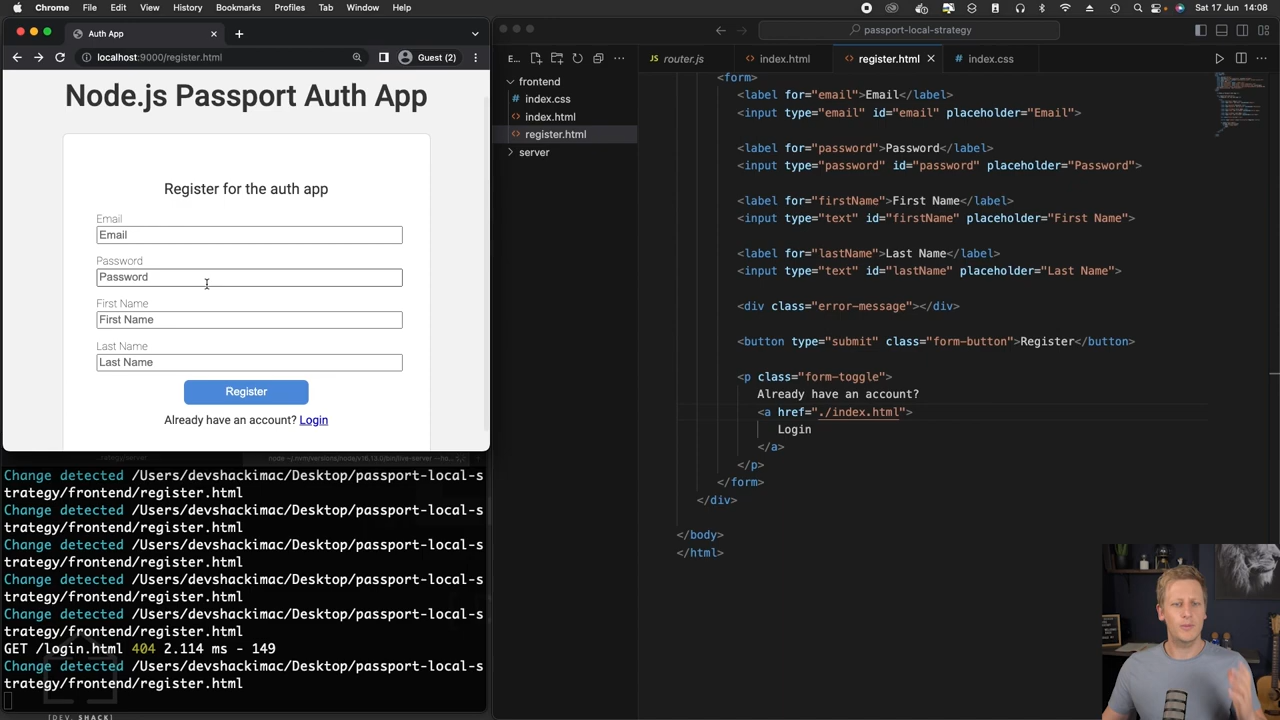 Chrome File Edit View History Bookmarks Profiles Tab Window Help
Sat 17 Jun 14:08
Auth App
localhost:9000/register.html
Guest (2)
Node.js Passport Auth App
Register for the auth app
Email
Email
Password
Password
First Name
First Name
Last Name
Last Name
Register
Already have an account? Login
Change detected /Users/devshackimac/Desktop/passport-local-s
trategy/frontend/register.html
Change detected /Users/devshackimac/Desktop/passport-local-s
trategy/frontend/register.html
Change detected /Users/devshackimac/Desktop/passport-local-s
trategy/frontend/register.html
Change detected /Users/devshackimac/Desktop/passport-local-s
trategy/frontend/register.html
Change detected /Users/devshackimac/Desktop/passport-local-s
trategy/frontend/register.html
GET /login.html 404 2.114 ms - 149
Change detected /Users/devshackimac/Desktop/passport-local-s
trategy/frontend/register.html
[DEV. SHACK]
passport-local-strategy
E...
router.js index.html register.html index.css
frontend
index.css
index.html
register.html
server
<form>
<label for="email">Email</label>
<input type="email" id="email" placeholder="Email">
<label for="password">Password</label>
<input type="password" id="password" placeholder="Password">
<label for="firstName">First Name</label>
<input type="text" id="firstName" placeholder="First Name">
<label for="lastName">Last Name</label>
<input type="text" id="lastName" placeholder="Last Name">
<div class="error-message"></div>
<button type="submit" class="form-button">Register</button>
<p class="form-toggle">
Already have an account?
<a href="./index.html">
Login
</a>
</p>
</form>
</div>
</body>
</html>